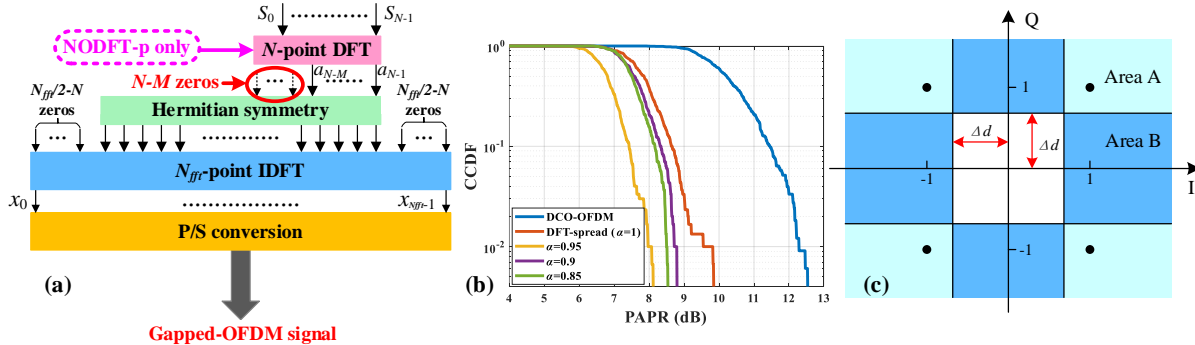 S0 ........... SN-1
NODFT-p only
N-point DFT
N-M zeros
... aN-M ...... aN-1
Nfft/2-N
zeros
...
Hermitian symmetry
Nfft/2-N
zeros
...
................
Nfft-point IDFT
x0 ..................... xNfft-1
P/S conversion
(a)
Gapped-OFDM signal
CCDF
10^0
10^-1
10^-2
DCO-OFDM
DFT-spread (α=1)
α=0.95
α=0.9
α=0.85
4 5 6 7 8 9 10 11 12 13
PAPR (dB)
(b)
Q
Area A
1
Δd
Δd
Area B
-1
1
I
-1
(c)